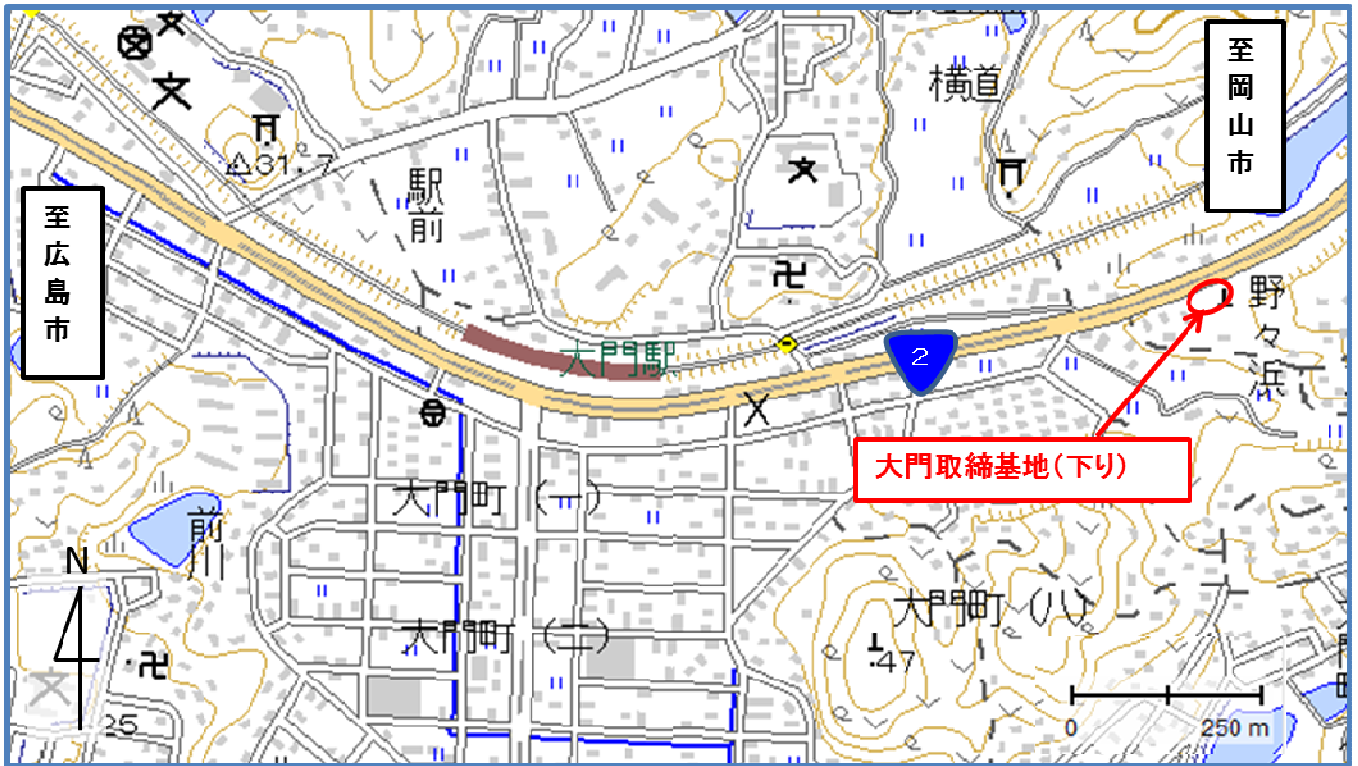 至
岡
山
市
横道
31.7
駅
前
至
広
島
市
野
々
浜
大門駅
2
大門取締基地(下り)
大門町 (一)
前
川
N
大門町 (八)
大門町 (二)
47
25
0
250 m